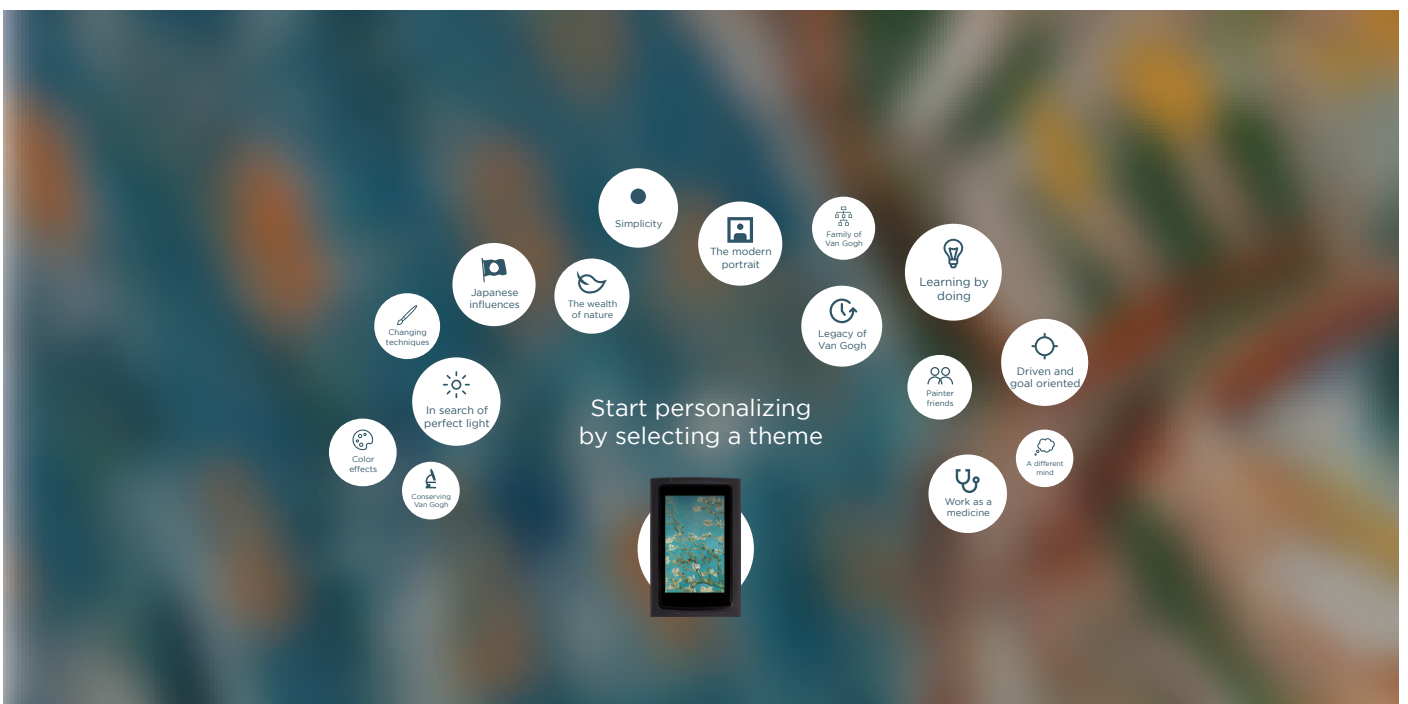 Simplicity
The modern
portrait
Family of
Van Gogh
Learning by
doing
Japanese
influences
The wealth
of nature
Changing
techniques
Legacy of
Van Gogh
Driven and
goal oriented
In search of
perfect light
Painter
friends
Start personalizing
by selecting a theme
Color
effects
A different
mind
Conserving
Van Gogh
Work as a
medicine